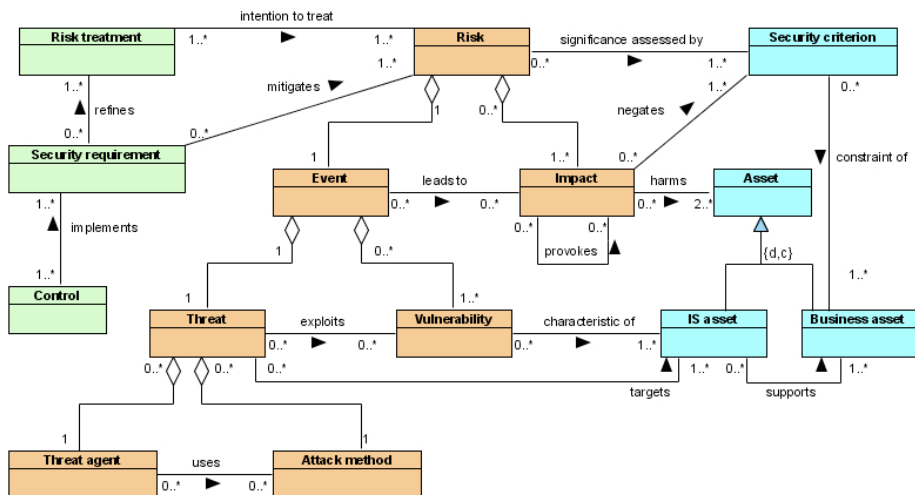 intention to treat
Risk treatment
1..*
1..*
Risk
significance assessed by
Security criterion
1..*
0..*
1..*
1..*
mitigates
1..*
0..*
refines
1
0..*
negates
0..*
0..*
1
1..*
0..*
Security requirement
constraint of
Event
leads to
Impact
harms
Asset
1..*
0..*
0..*
0..*
2..*
implements
0..*
0..*
1
0..*
provokes
{d,c}
1..*
1..*
Control
1
1..*
Threat
exploits
Vulnerability
characteristic of
IS asset
Business asset
0..*
0..*
0..*
1..*
0..*
0..*
0..*
1..*
0..*
1..*
targets
supports
1
1
Threat agent
uses
Attack method
0..*
0..*